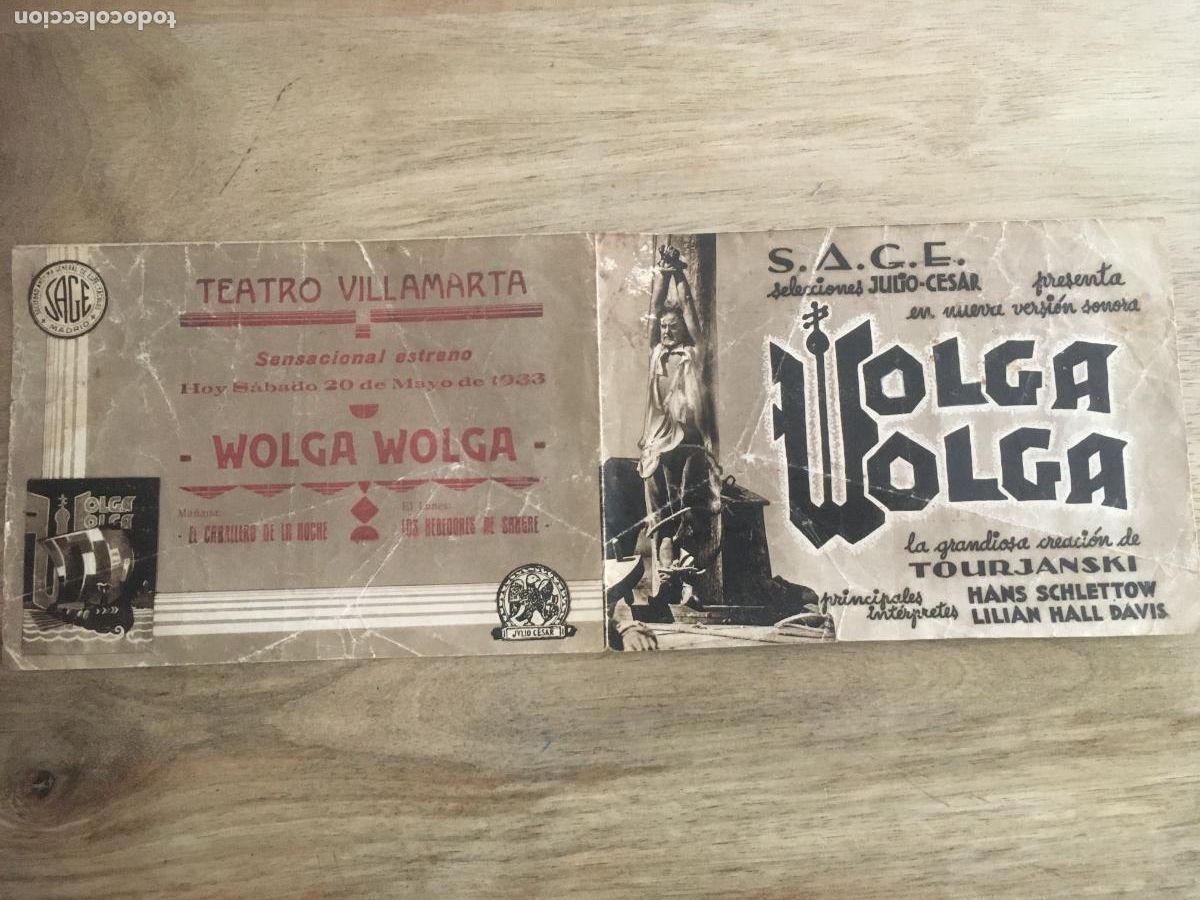 todocoleccion
SAGE
MADRID
TEATRO VILLAMARTA
Sensacional estreno
Hoy Sábado 20 de Mayo de 1933
- WOLGA WOLGA -
Mañana:
EL CABALLERO DE LA NOCHE
El Lunes:
LOS BEBEDORES DE SANGRE
WOLGA
WOLGA
JULIO CESAR
S.A.G.E.
selecciones JULIO-CESAR presenta
en nueva versión sonora
WOLGA
WOLGA
la grandiosa creación de
TOURJANSKI
principales intérpretes
HANS SCHLETTOW
LILIAN HALL DAVIS